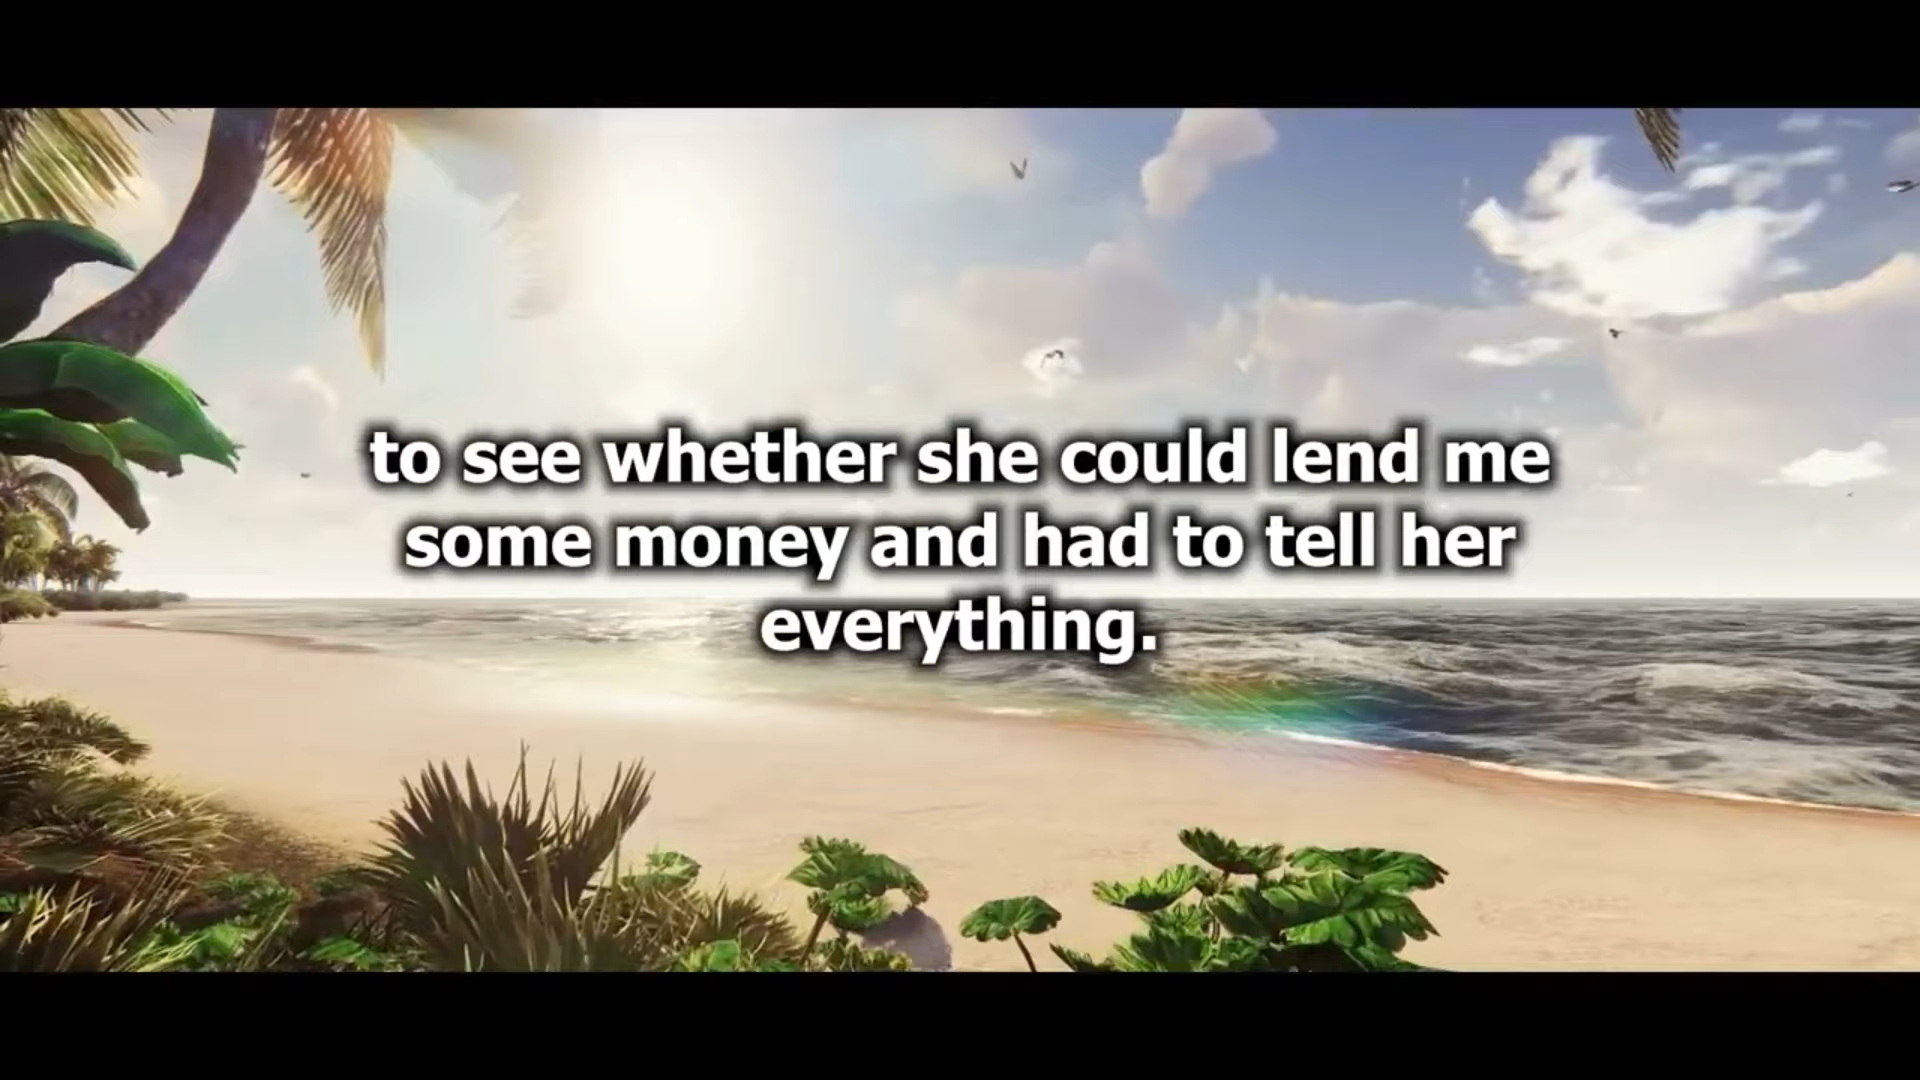 to see whether she could lend me
some money and had to tell her
everything.